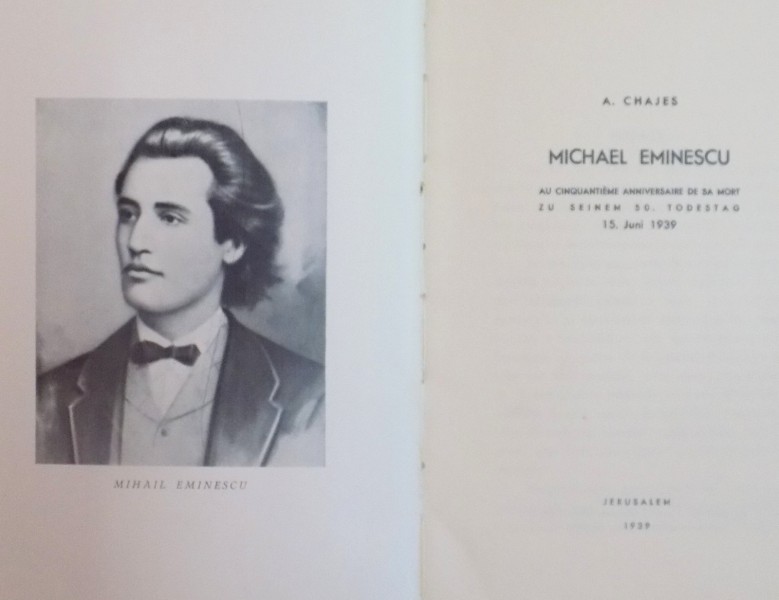 MIHAIL EMINESCU
A. CHAJES
MICHAEL EMINESCU
AU CINQUANTIÈME ANNIVERSAIRE DE SA MORT
ZU SEINEM 50. TODESTAG
15. Juni 1939
JERUSALEM
1939